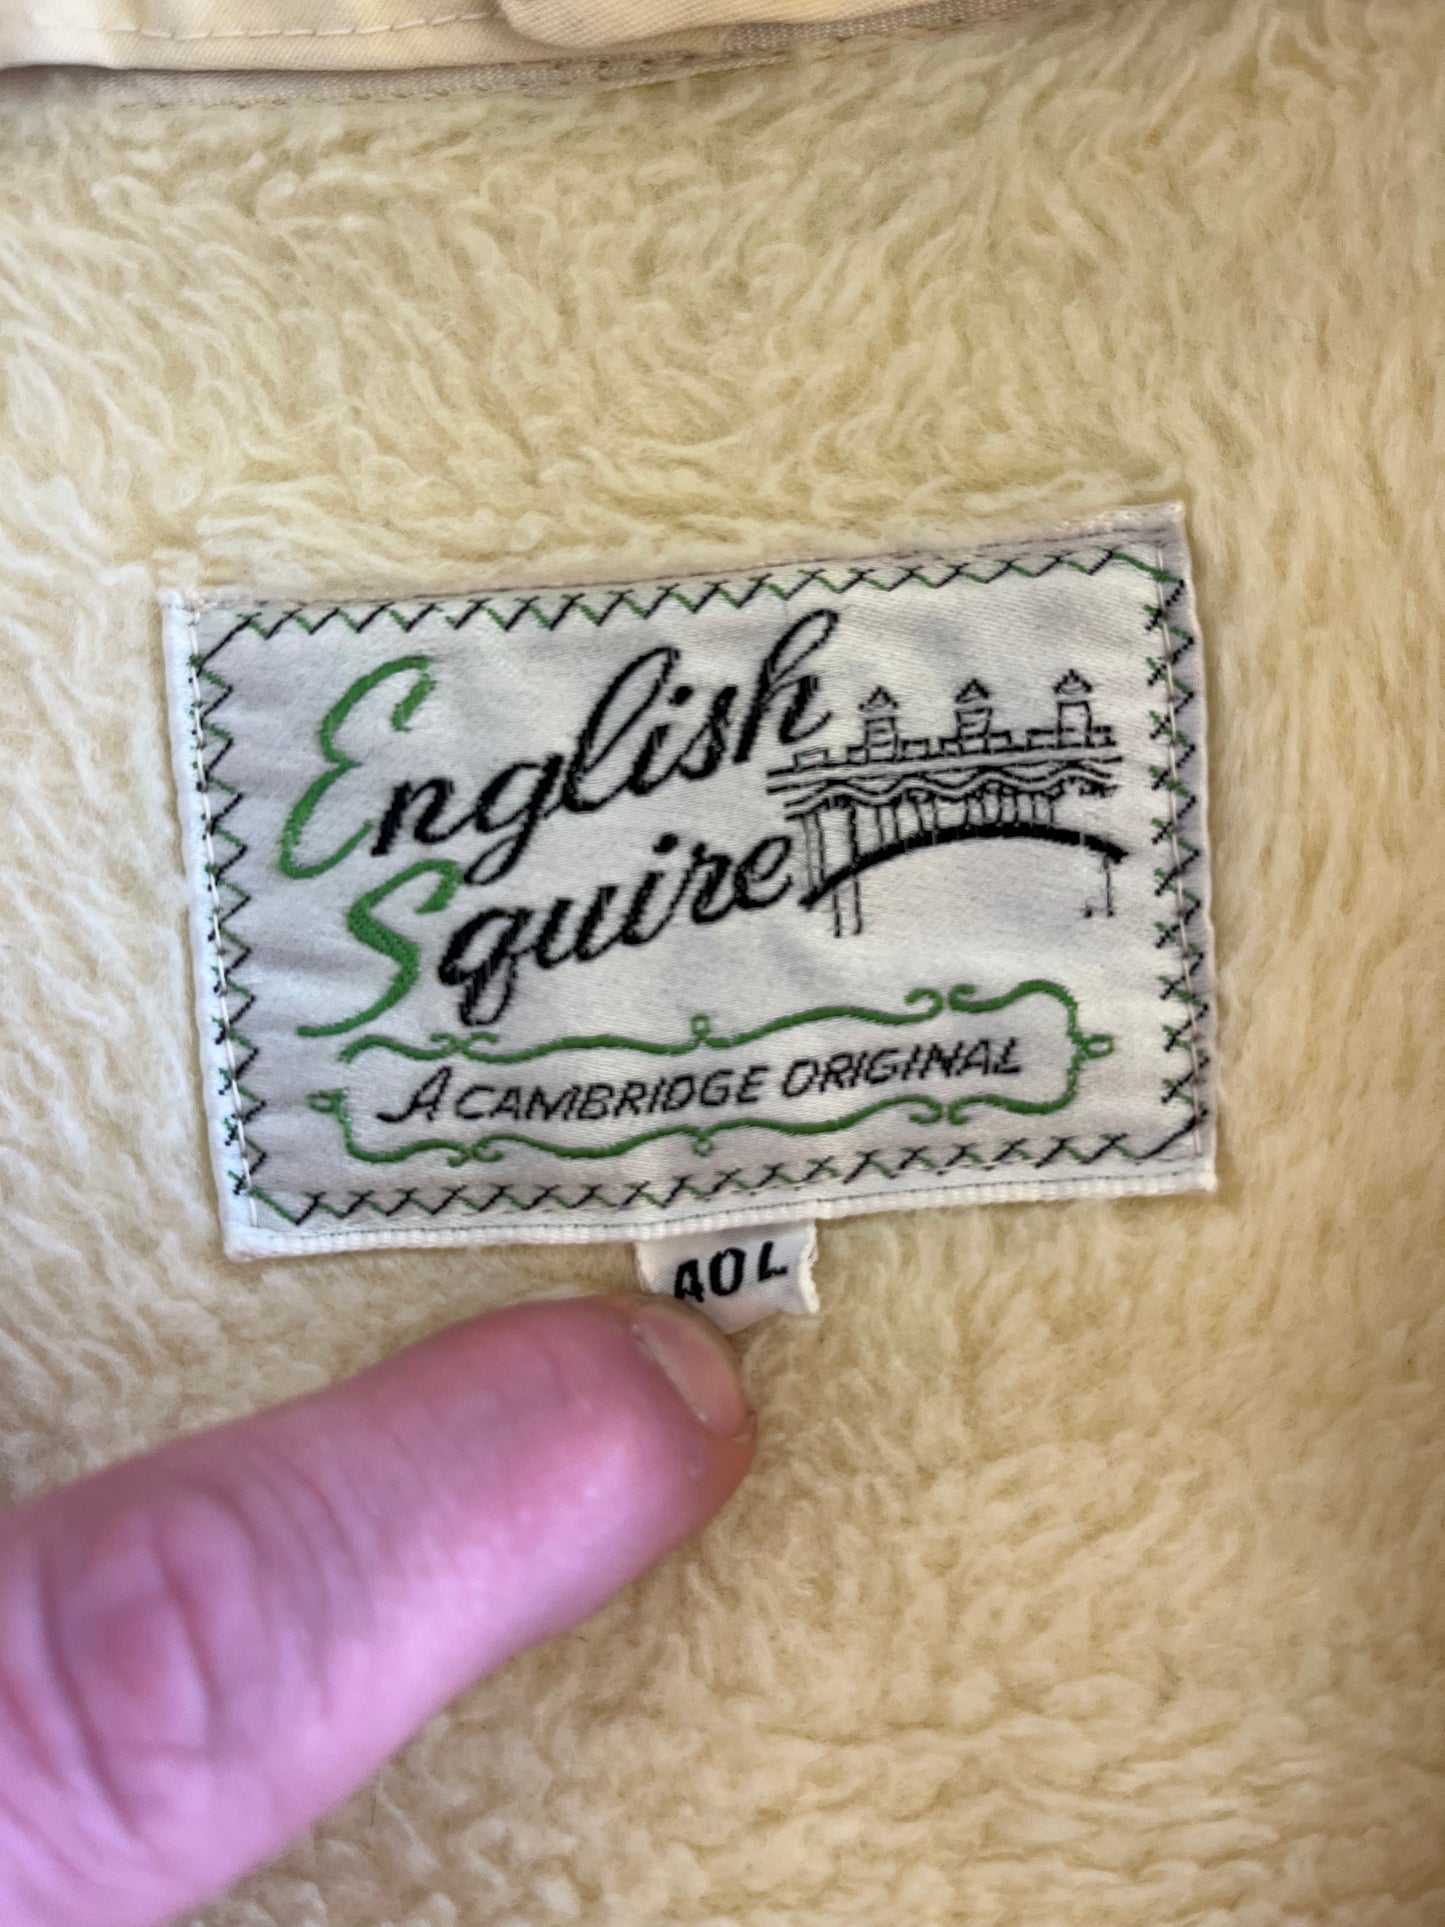 English
Squire
A CAMBRIDGE ORIGINAL
40L